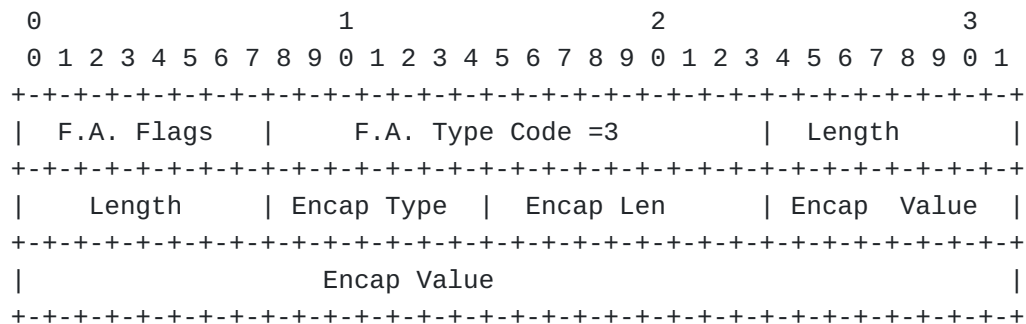 0                   1                   2                   3
 0 1 2 3 4 5 6 7 8 9 0 1 2 3 4 5 6 7 8 9 0 1 2 3 4 5 6 7 8 9 0 1
+-+-+-+-+-+-+-+-+-+-+-+-+-+-+-+-+-+-+-+-+-+-+-+-+-+-+-+-+-+-+-+-+
|  F.A. Flags   |     F.A. Type Code =3         |  Length       |
+-+-+-+-+-+-+-+-+-+-+-+-+-+-+-+-+-+-+-+-+-+-+-+-+-+-+-+-+-+-+-+-+
|    Length     | Encap Type  |  Encap Len      | Encap  Value  |
+-+-+-+-+-+-+-+-+-+-+-+-+-+-+-+-+-+-+-+-+-+-+-+-+-+-+-+-+-+-+-+-+
|                   Encap Value                                 |
+-+-+-+-+-+-+-+-+-+-+-+-+-+-+-+-+-+-+-+-+-+-+-+-+-+-+-+-+-+-+-+-+